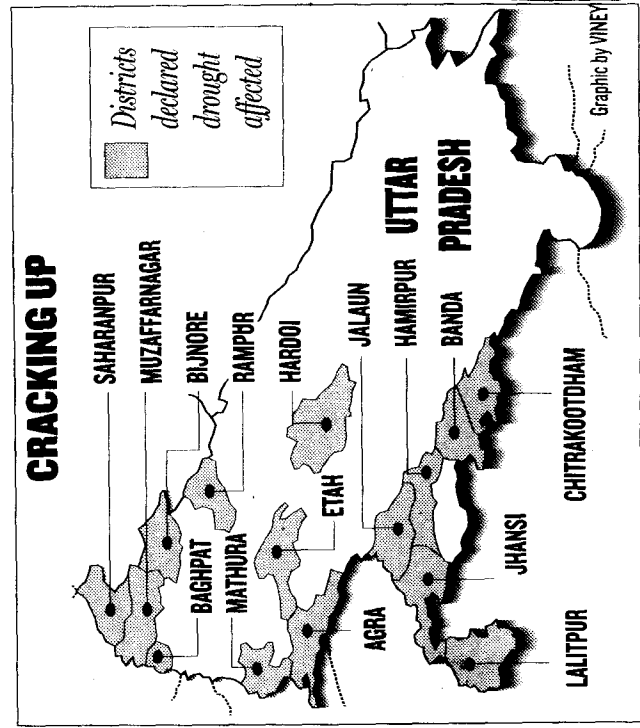 CRACKING UP
Districts
declared
drought
affected
SAHARANPUR
MUZAFFARNAGAR
BIJNORE
RAMPUR
HARDOI
BAGHPAT
MATHURA
ETAH
AGRA
JALAUN
HAMIRPUR
BANDA
UTTAR
PRADESH
LALITPUR
JHANSI
CHITRAKOOTDHAM
Graphic by VINEY